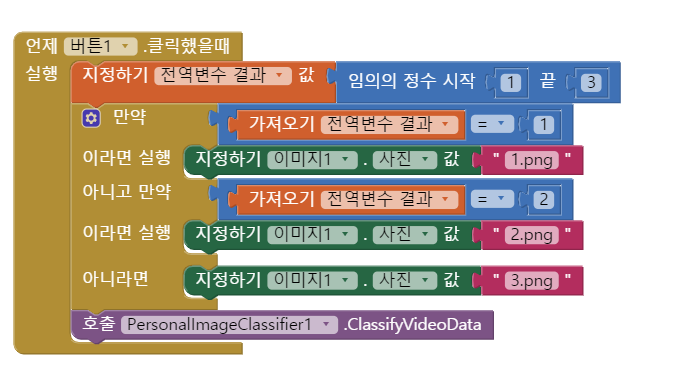 언제 버튼1 .클릭했을때
실행 지정하기 전역변수 결과 값 임의의 정수 시작 1 끝 3
만약 가져오기 전역변수 결과 = 1
이라면 실행 지정하기 이미지1 . 사진 값 " 1.png "
아니고 만약 가져오기 전역변수 결과 = 2
이라면 실행 지정하기 이미지1 . 사진 값 " 2.png "
아니라면 지정하기 이미지1 . 사진 값 " 3.png "
호출 PersonalImageClassifier1 .ClassifyVideoData